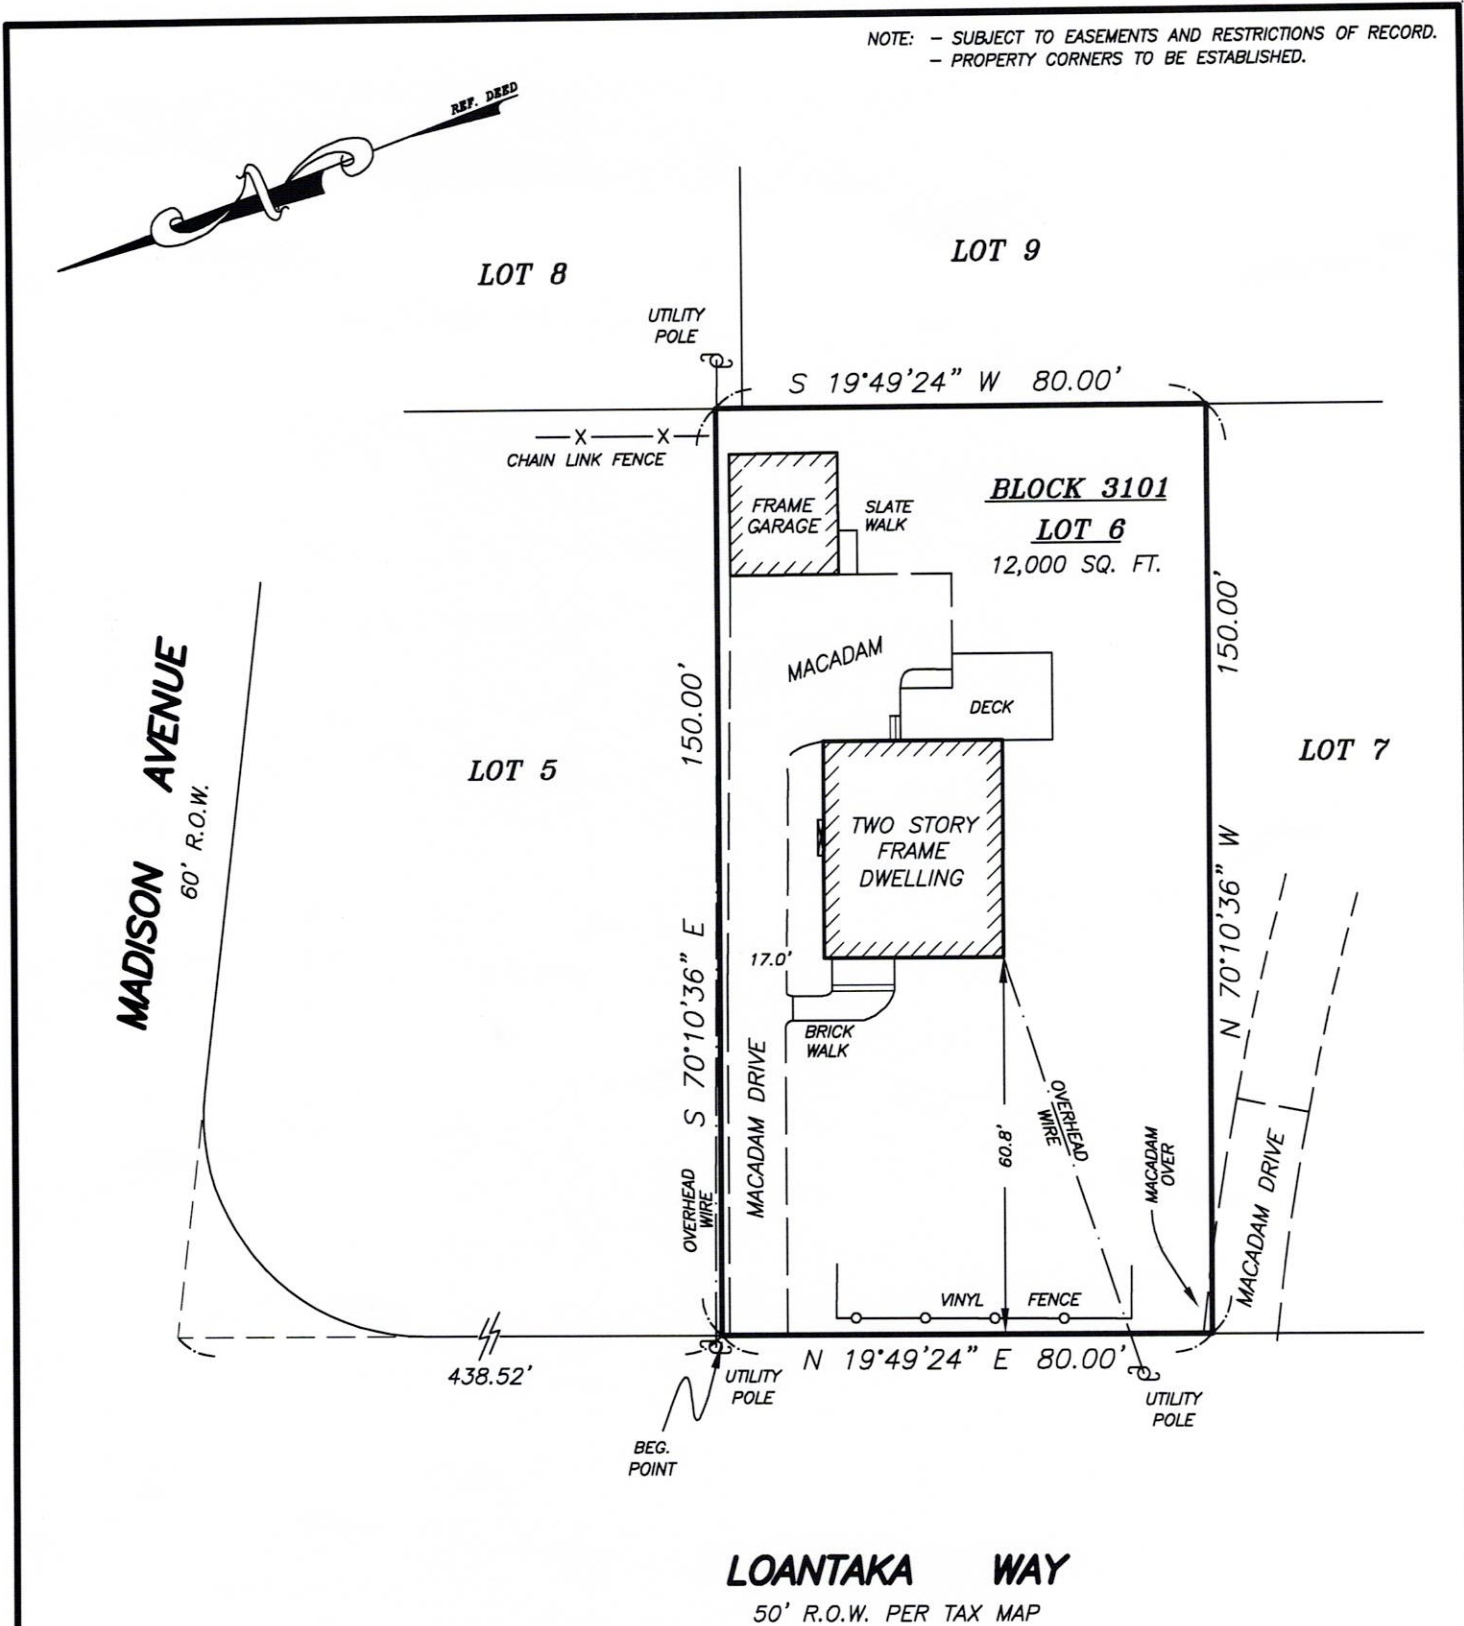 NOTE: - SUBJECT TO EASEMENTS AND RESTRICTIONS OF RECORD.
- PROPERTY CORNERS TO BE ESTABLISHED.
REF. DEED
N
LOT 8
LOT 9
UTILITY
POLE
S 19°49'24" W 80.00'
X X
CHAIN LINK FENCE
BLOCK 3101
LOT 6
12,000 SQ. FT.
FRAME
GARAGE
SLATE
WALK
MACADAM
DECK
150.00'
150.00'
MADISON AVENUE
60' R.O.W.
LOT 5
LOT 7
TWO STORY
FRAME
DWELLING
S 70°10'36" E
N 70°10'36" W
17.0'
BRICK
WALK
MACADAM DRIVE
OVERHEAD
WIRE
60.8'
OVERHEAD
WIRE
MACADAM
OVER
MACADAM DRIVE
VINYL FENCE
N 19°49'24" E 80.00'
438.52'
UTILITY
POLE
UTILITY
POLE
BEG.
POINT
LOANTAKA WAY
50' R.O.W. PER TAX MAP